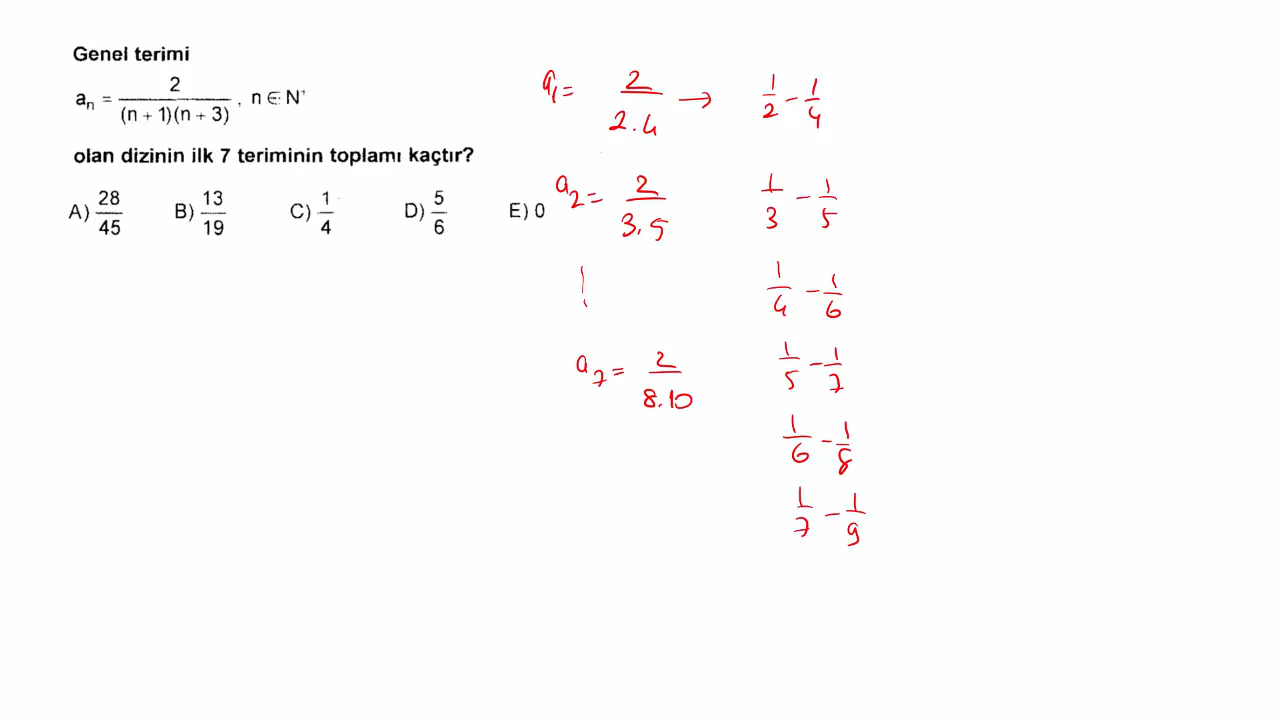 Genel terimi
aₙ = 2 / (n + 1)(n + 3) , n ∈ N⁺
olan dizinin ilk 7 teriminin toplamı kaçtır?
A) 28/45 B) 13/19 C) 1/4 D) 5/6 E) 0
a₁ = 2/2.4 → 1/2 - 1/4
a₂ = 2/3.5 1/3 - 1/5
1/4 - 1/6
a₇ = 2/8.10 1/5 - 1/7
1/6 - 1/8
1/7 - 1/9